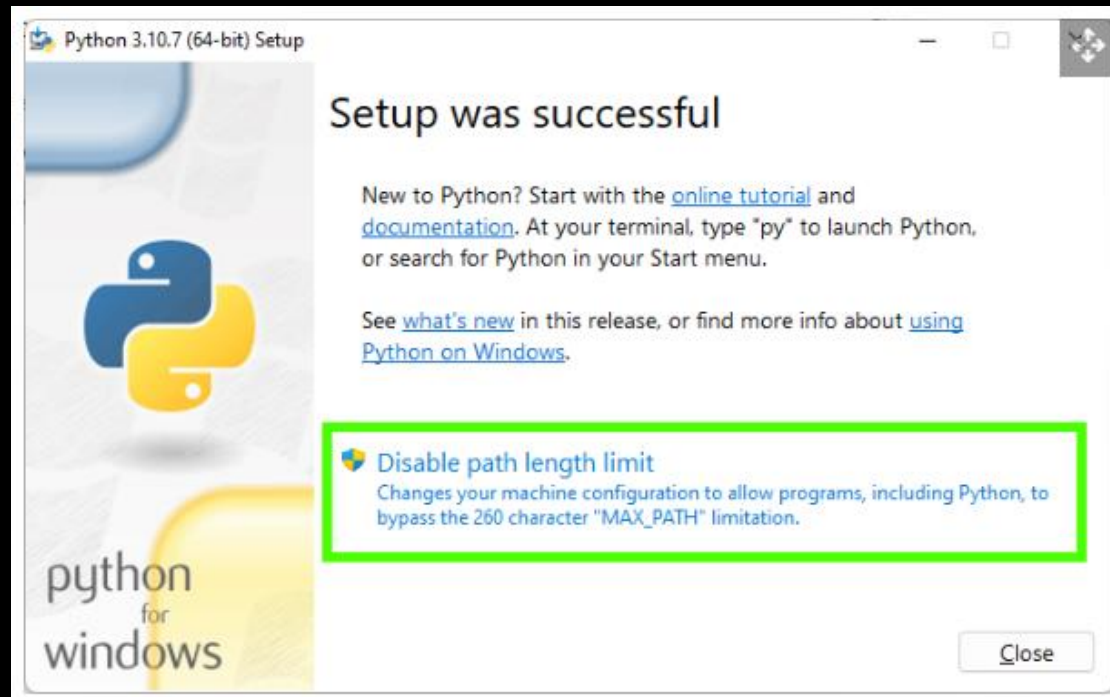 Python 3.10.7 (64-bit) Setup
Setup was successful
New to Python? Start with the online tutorial and
documentation. At your terminal, type "py" to launch Python,
or search for Python in your Start menu.
See what's new in this release, or find more info about using
Python on Windows.
Disable path length limit
Changes your machine configuration to allow programs, including Python, to
bypass the 260 character "MAX_PATH" limitation.
python
for
windows
Close